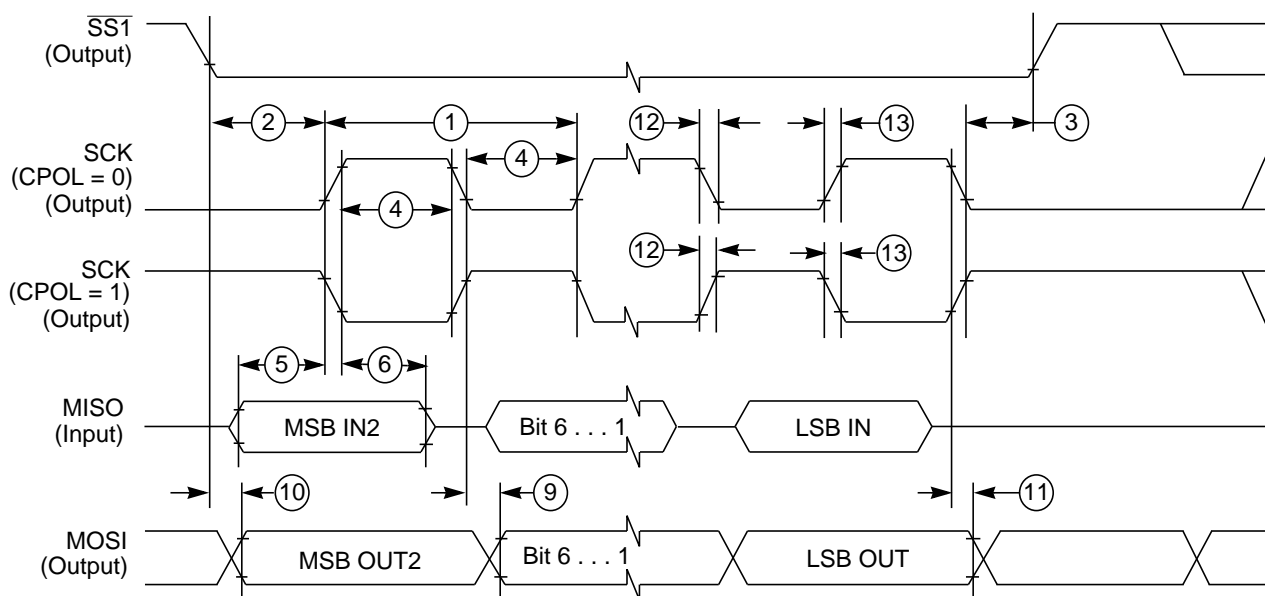 SS1
(Output)
2
1
12
13
3
SCK
(CPOL = 0)
(Output)
4
4
SCK
(CPOL = 1)
(Output)
12
13
5
6
MISO
(Input)
MSB IN2
Bit 6 . . . 1
LSB IN
10
9
11
MOSI
(Output)
MSB OUT2
Bit 6 . . . 1
LSB OUT